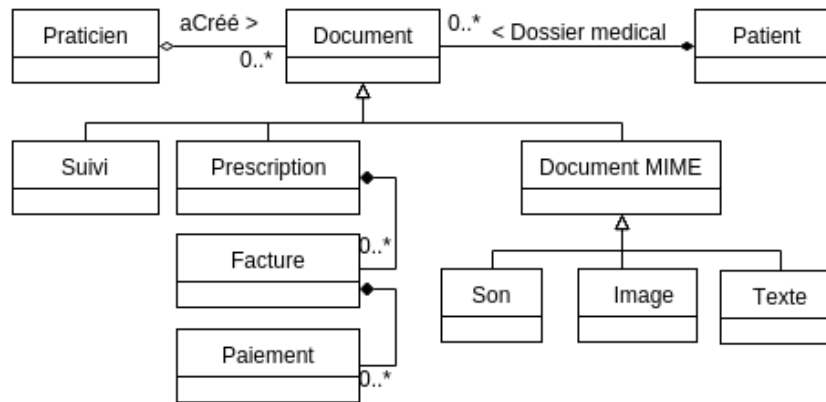 Praticien
aCréé >
0..*
Document
0..*
< Dossier medical
Patient
Suivi
Prescription
Document MIME
0..*
Facture
Son
Image
Texte
Paiement
0..*